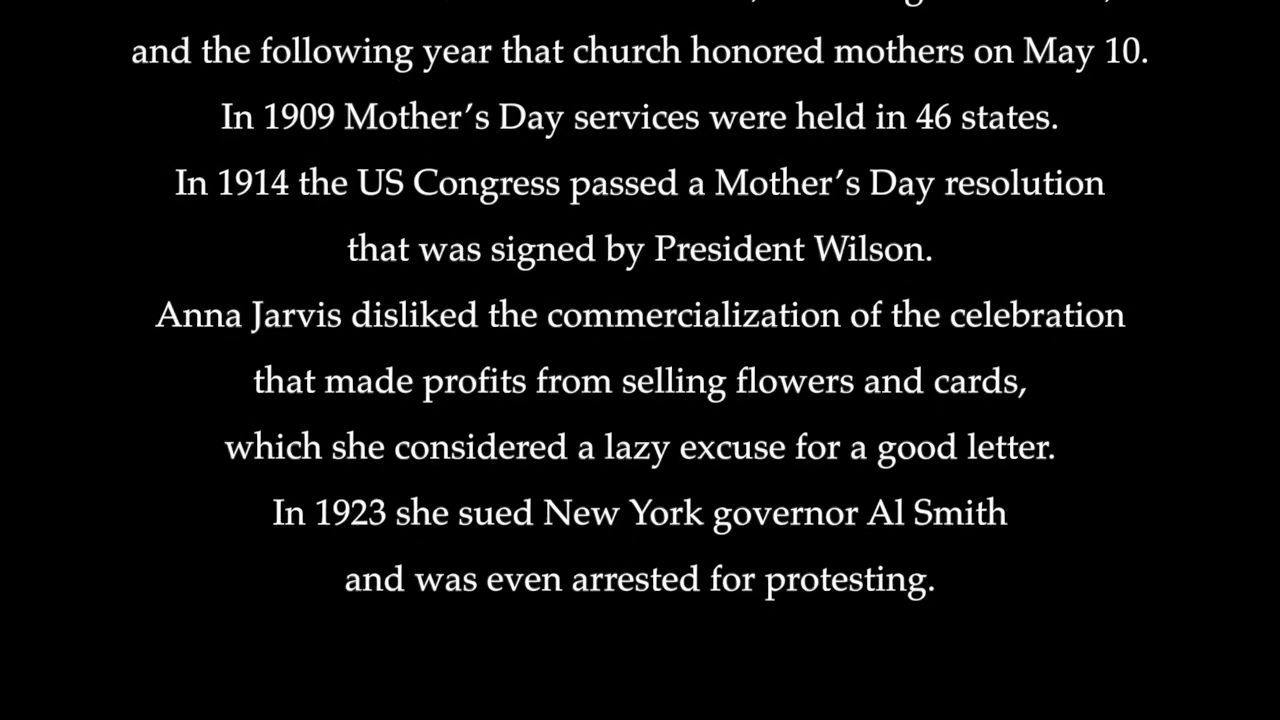 and the following year that church honored mothers on May 10.
In 1909 Mother’s Day services were held in 46 states.
In 1914 the US Congress passed a Mother’s Day resolution
that was signed by President Wilson.
Anna Jarvis disliked the commercialization of the celebration
that made profits from selling flowers and cards,
which she considered a lazy excuse for a good letter.
In 1923 she sued New York governor Al Smith
and was even arrested for protesting.